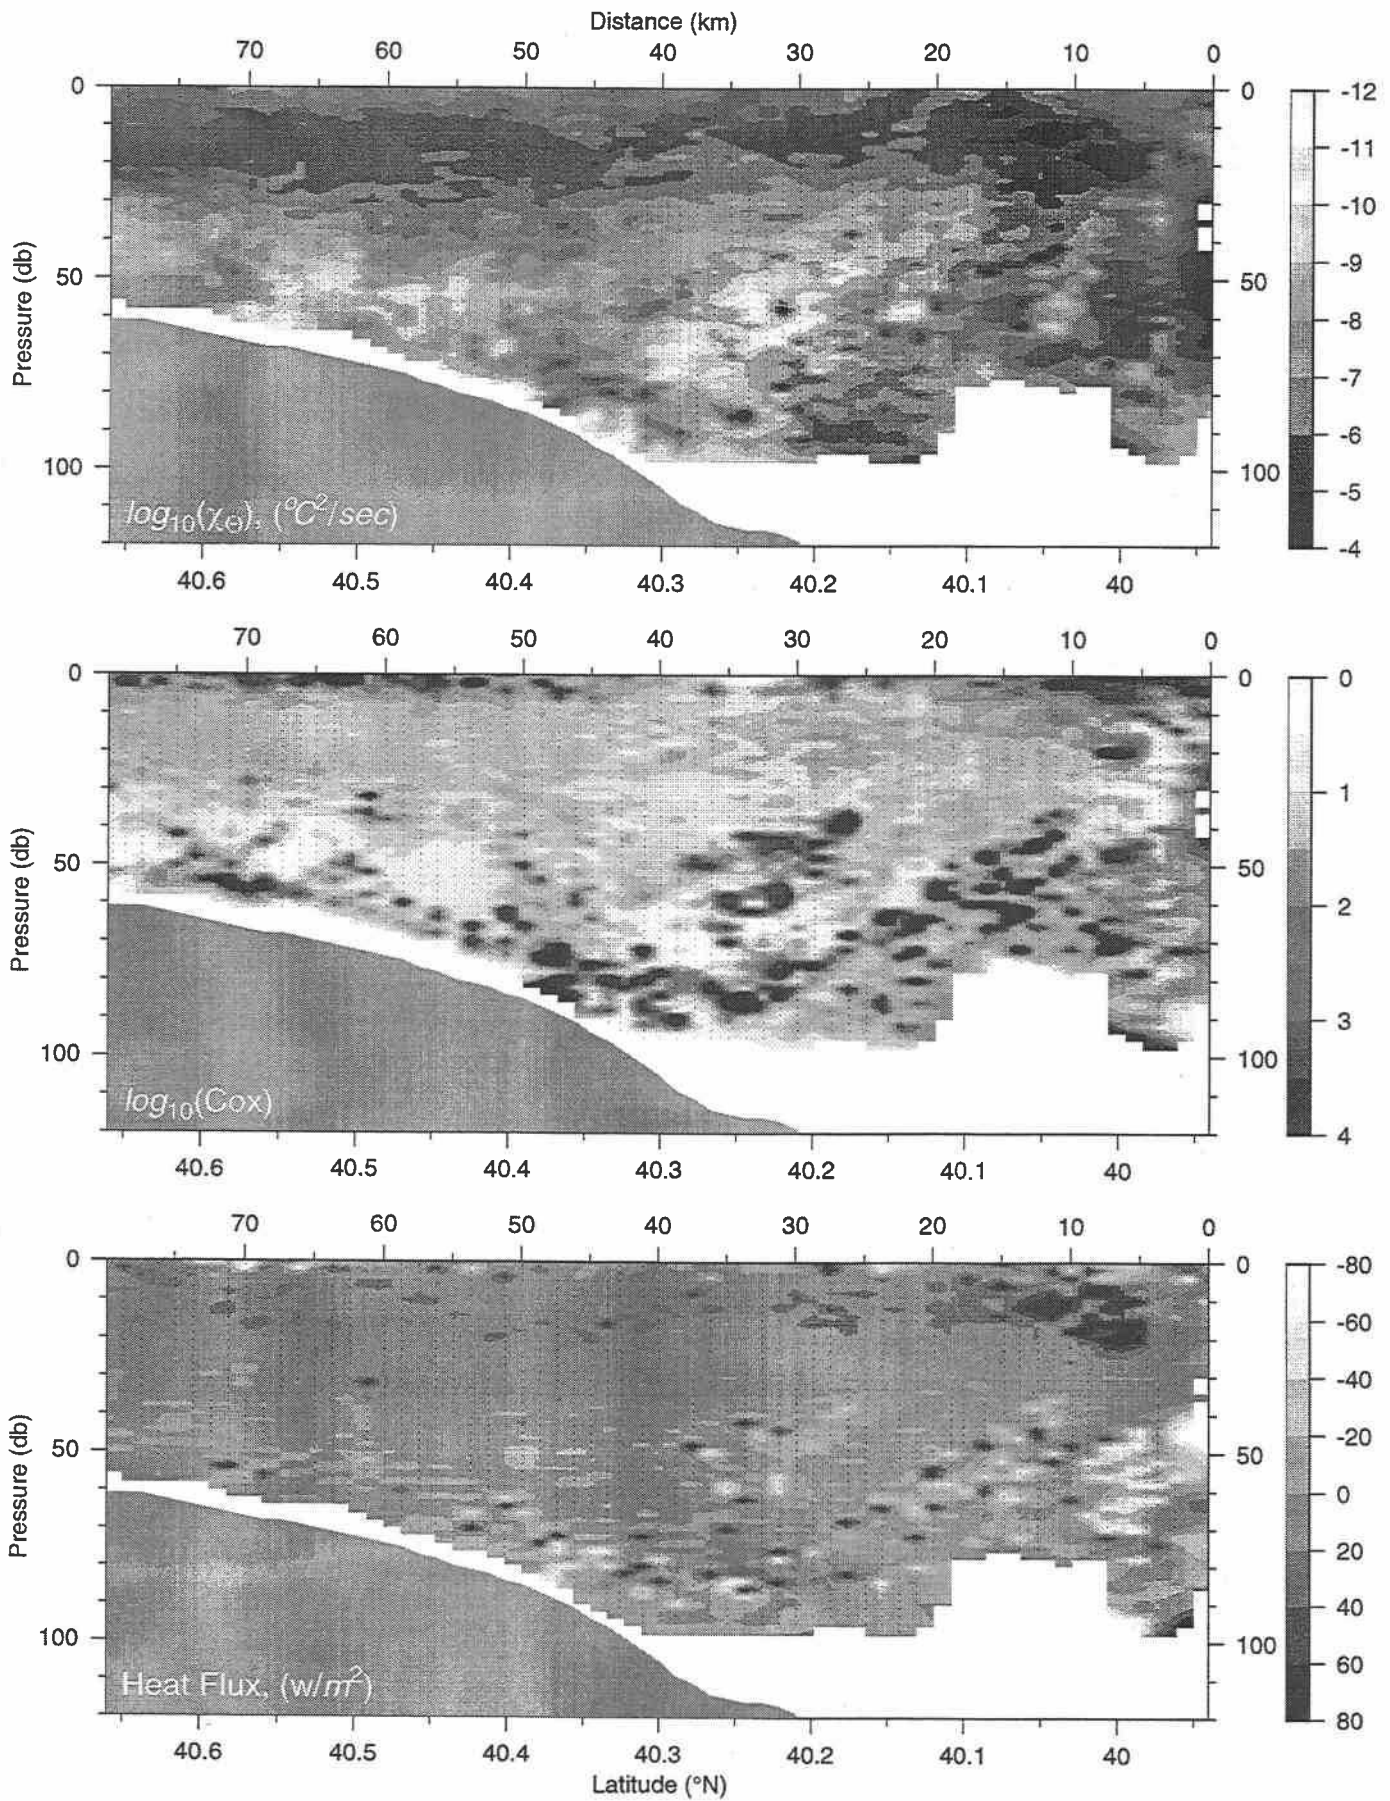 Distance (km)
70 60 50 40 30 20 10 0
0 0 -12
-11
-10
50 50 -9
-8
-7
-6
100 100 -5
-4
Pressure (db)
log10(χΘ), (°C2/sec)
40.6 40.5 40.4 40.3 40.2 40.1 40
70 60 50 40 30 20 10 0
0 0 0
1
50 50
2
3
100 100
4
Pressure (db)
log10(Cox)
40.6 40.5 40.4 40.3 40.2 40.1 40
70 60 50 40 30 20 10 0
0 0 -80
-60
-40
50 50 -20
0
20
40
100 100 60
80
Pressure (db)
Heat Flux, (w/m2)
40.6 40.5 40.4 40.3 40.2 40.1 40
Latitude (°N)